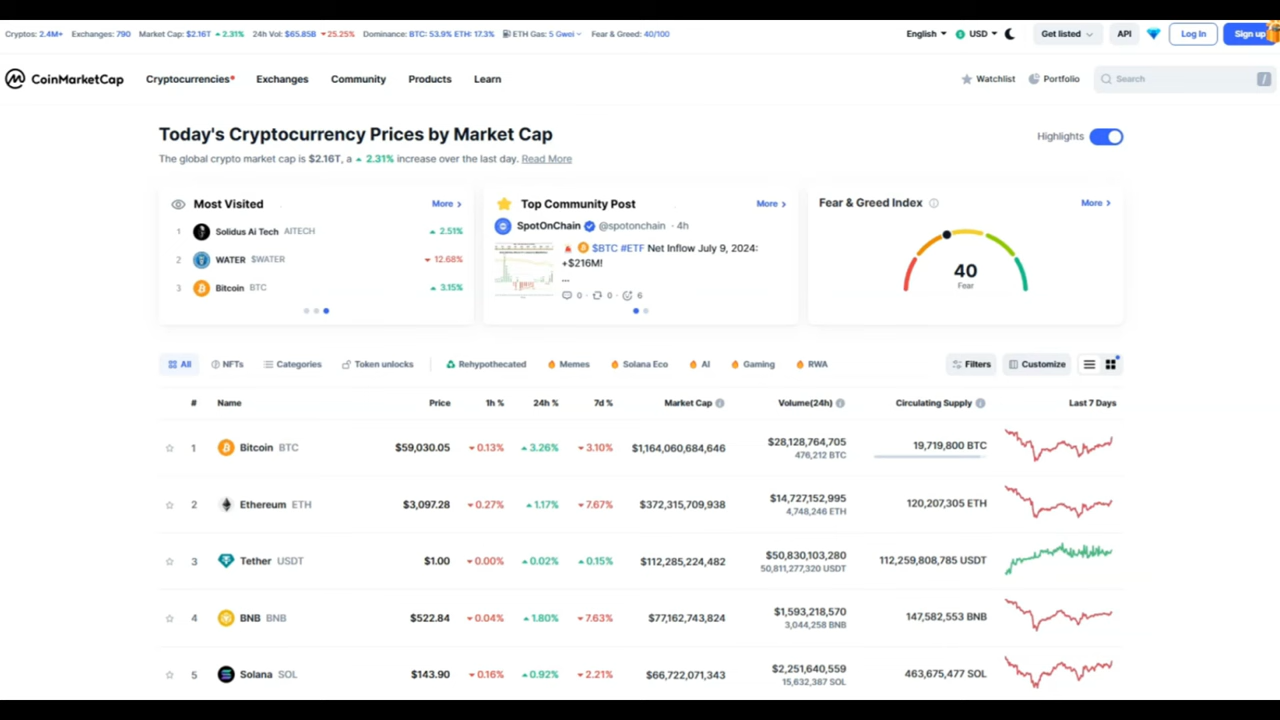 Cryptos: 2.4M+ Exchanges: 790 Market Cap: $2.16T 2.31% 24h Vol: $65.85B 25.25% Dominance: BTC: 53.9% ETH: 17.3% ETH Gas: 5 Gwei Fear & Greed: 40/100 English USD Get listed API Log In Sign up
CoinMarketCap Cryptocurrencies Exchanges Community Products Learn Watchlist Portfolio Search /
Today's Cryptocurrency Prices by Market Cap Highlights
The global crypto market cap is $2.16T, a 2.31% increase over the last day. Read More
Most Visited More >
1 Solidus Ai Tech AITECH 2.51%
2 WATER $WATER 12.68%
3 Bitcoin BTC 3.15%
Top Community Post More >
SpotOnChain @spotonchain · 4h
$BTC #ETF Net Inflow July 9, 2024:
+$216M!
...
0 0 6
Fear & Greed Index More >
40
Fear
All NFTs Categories Token unlocks Rehypothecated Memes Solana Eco AI Gaming RWA Filters Customize
# Name Price 1h % 24h % 7d % Market Cap Volume(24h) Circulating Supply Last 7 Days
1 Bitcoin BTC $59,030.05 0.13% 3.26% 3.10% $1,164,060,684,646 $28,128,764,705 19,719,800 BTC
476,212 BTC
2 Ethereum ETH $3,097.28 0.27% 1.17% 7.67% $372,315,709,938 $14,727,152,995 120,207,305 ETH
4,748,246 ETH
3 Tether USDT $1.00 0.00% 0.02% 0.15% $112,285,224,482 $50,830,103,280 112,259,808,785 USDT
50,811,277,320 USDT
4 BNB BNB $522.84 0.04% 1.80% 7.63% $77,162,743,824 $1,593,218,570 147,582,553 BNB
3,044,258 BNB
5 Solana SOL $143.90 0.16% 0.92% 2.21% $66,722,071,343 $2,251,640,559 463,675,477 SOL
15,632,387 SOL